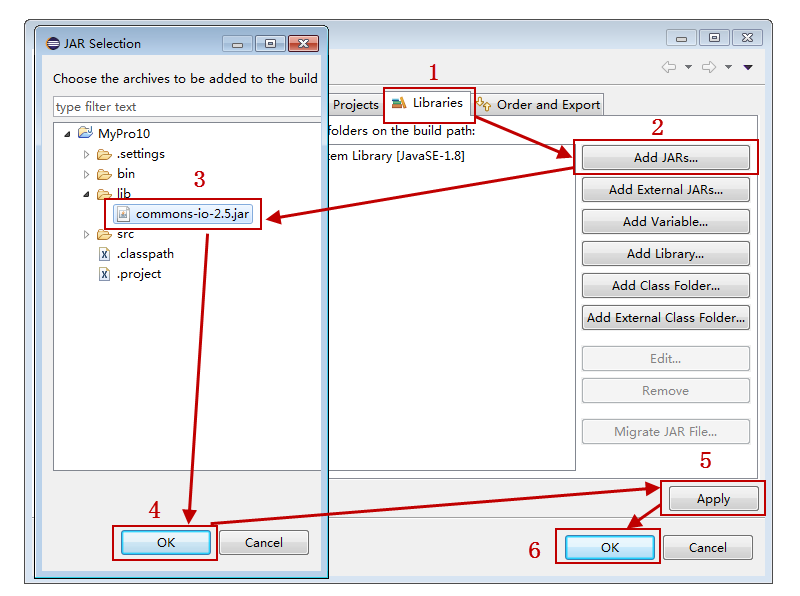 JAR Selection
Choose the archives to be added to the build
type filter text
MyPro10
.settings
bin
3
lib
commons-io-2.5.jar
src
.classpath
.project
4
OK
Cancel
1
Projects
Libraries
Order and Export
folders on the build path:
tem Library [JavaSE-1.8]
2
Add JARs...
Add External JARs...
Add Variable...
Add Library...
Add Class Folder...
Add External Class Folder...
Edit...
Remove
Migrate JAR File...
5
Apply
6
OK
Cancel